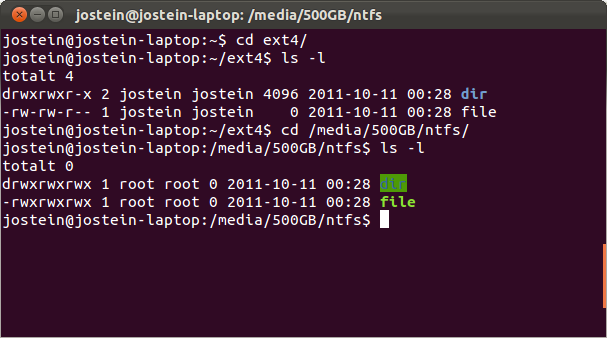 jostein@jostein-laptop: /media/500GB/ntfs
jostein@jostein-laptop:~$ cd ext4/
jostein@jostein-laptop:~/ext4$ ls -l
totalt 4
drwxrwxr-x 2 jostein jostein 4096 2011-10-11 00:28 dir
-rw-rw-r-- 1 jostein jostein    0 2011-10-11 00:28 file
jostein@jostein-laptop:~/ext4$ cd /media/500GB/ntfs/
jostein@jostein-laptop:/media/500GB/ntfs$ ls -l
totalt 0
drwxrwxrwx 1 root root 0 2011-10-11 00:28 dir
-rwxrwxrwx 1 root root 0 2011-10-11 00:28 file
jostein@jostein-laptop:/media/500GB/ntfs$